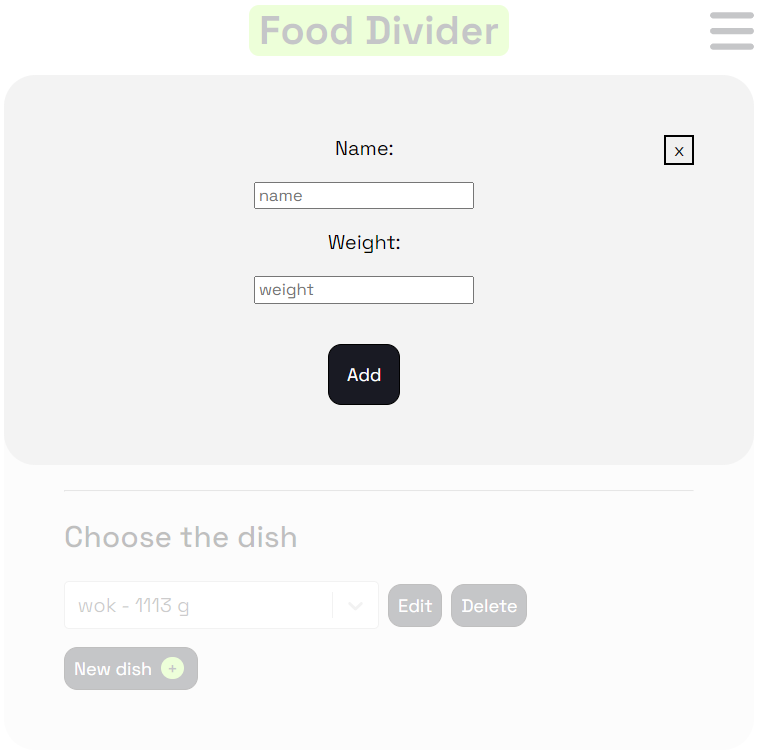 Food Divider
Name:
x
name
Weight:
weight
Add
Choose the dish
wok - 1113 g
Edit
Delete
New dish +